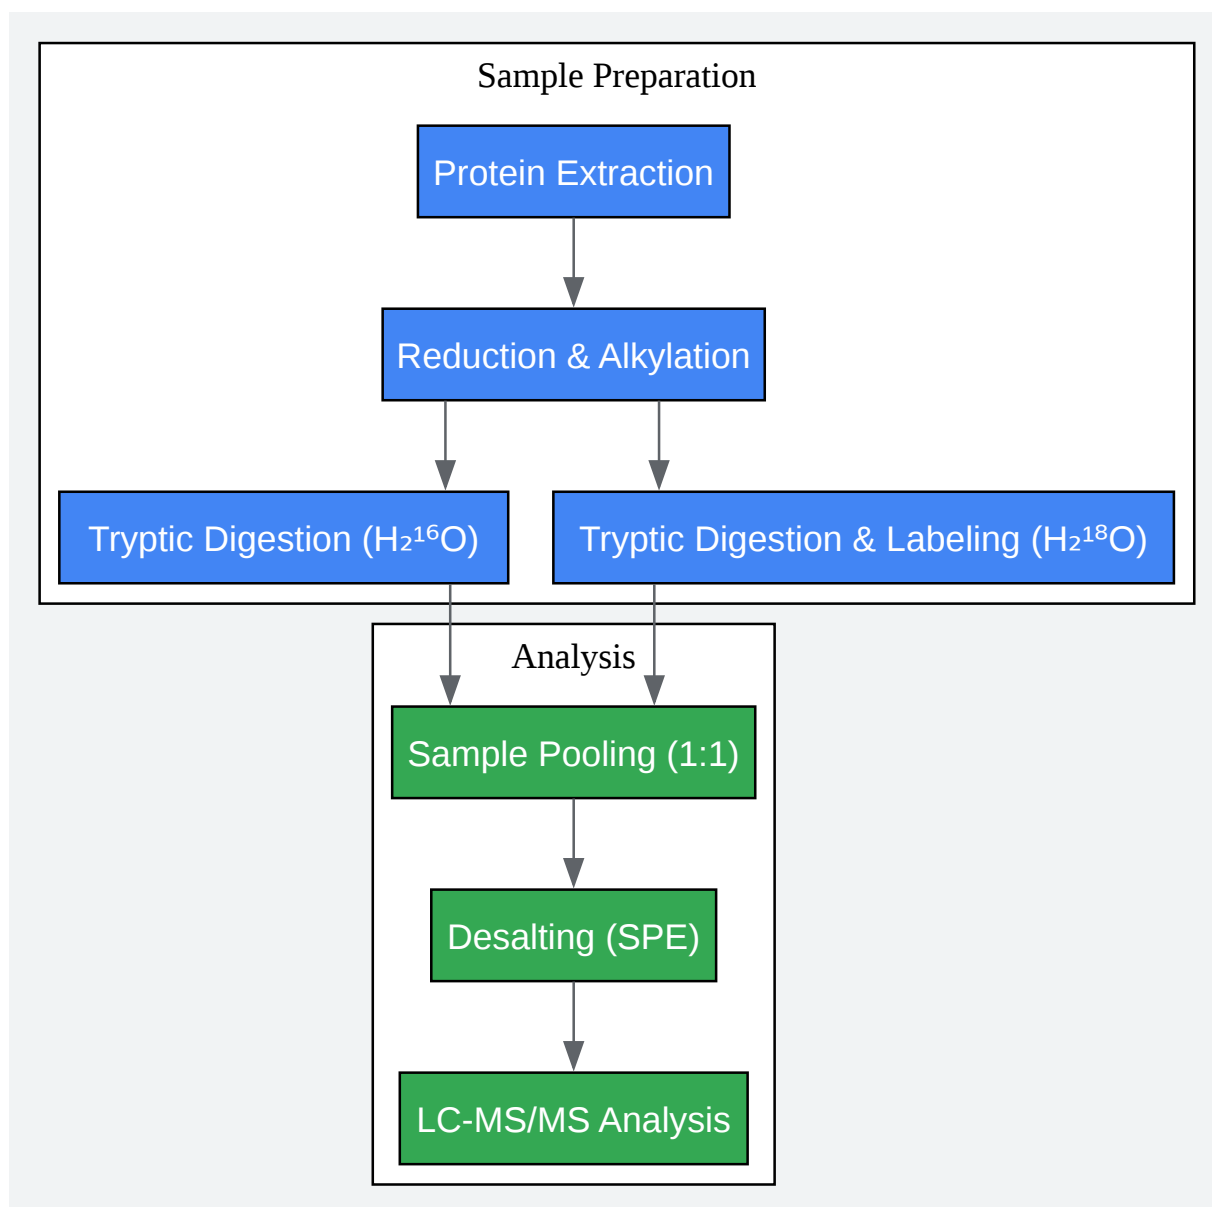 Sample Preparation
Protein Extraction
Reduction & Alkylation
Tryptic Digestion (H₂¹⁶O)
Tryptic Digestion & Labeling (H₂¹⁸O)
Analysis
Sample Pooling (1:1)
Desalting (SPE)
LC-MS/MS Analysis